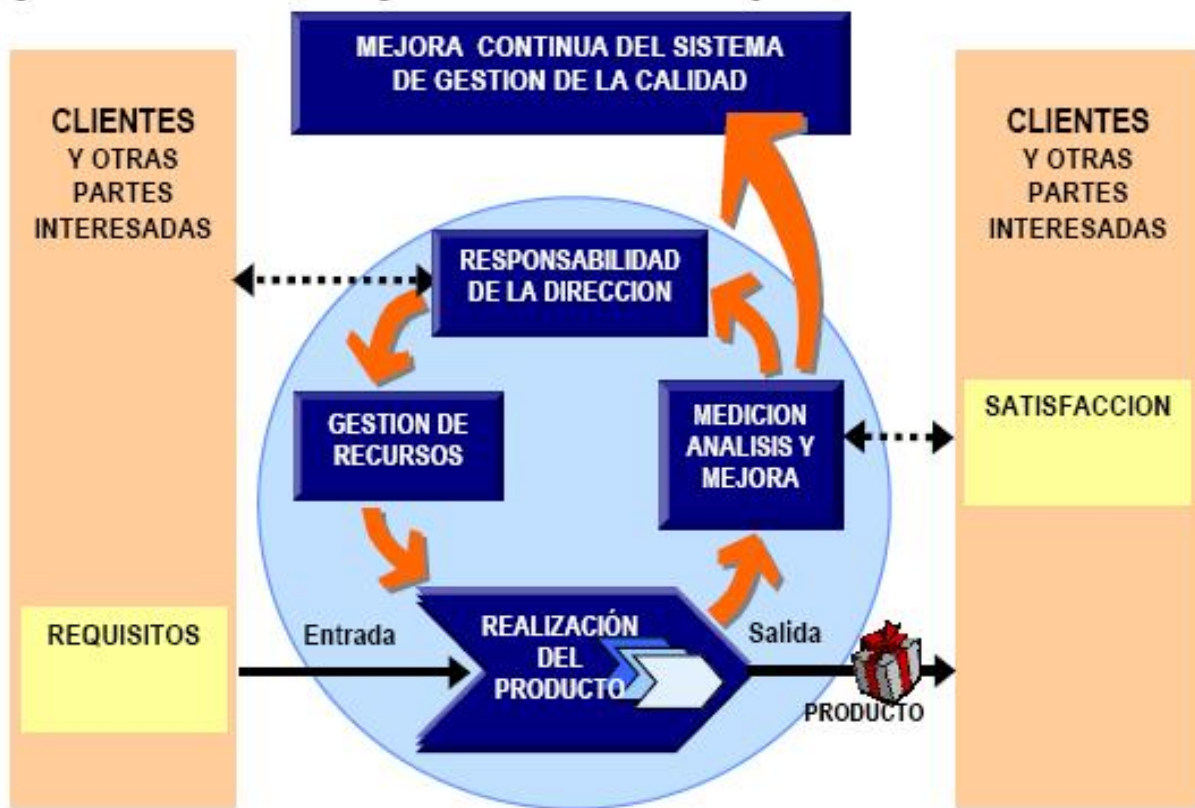 MEJORA CONTINUA DEL SISTEMA
DE GESTION DE LA CALIDAD
CLIENTES
Y OTRAS
PARTES
INTERESADAS
CLIENTES
Y OTRAS
PARTES
INTERESADAS
RESPONSABILIDAD
DE LA DIRECCION
GESTION DE
RECURSOS
MEDICION
ANALISIS Y
MEJORA
SATISFACCION
REQUISITOS
Entrada
REALIZACIÓN
DEL
PRODUCTO
Salida
PRODUCTO